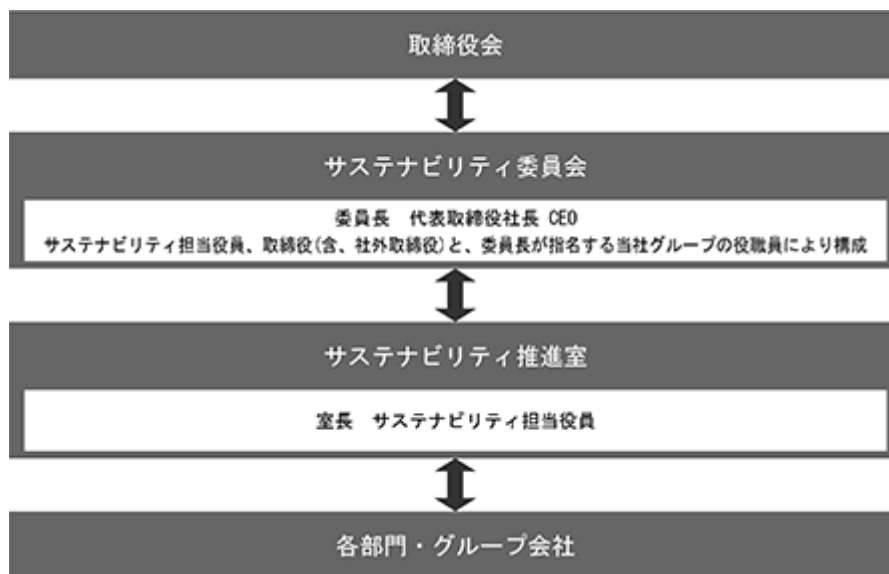 取締役会
サステナビリティ委員会
委員長　代表取締役社長 CEO
サステナビリティ担当役員、取締役(含、社外取締役)と、委員長が指名する当社グループの役職員により構成
サステナビリティ推進室
室長　サステナビリティ担当役員
各部門・グループ会社